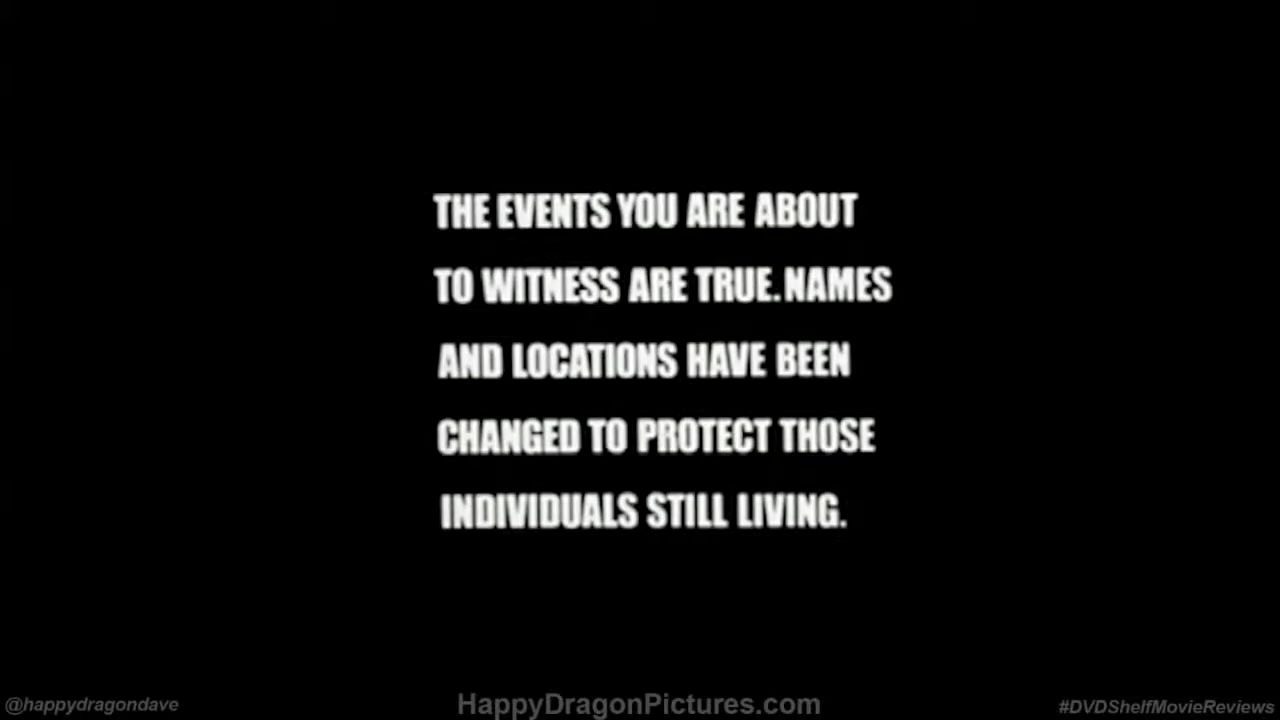 THE EVENTS YOU ARE ABOUT
TO WITNESS ARE TRUE.NAMES
AND LOCATIONS HAVE BEEN
CHANGED TO PROTECT THOSE
INDIVIDUALS STILL LIVING.
@happydragondave
HappyDragonPictures.com
#DVDShelfMovieReviews